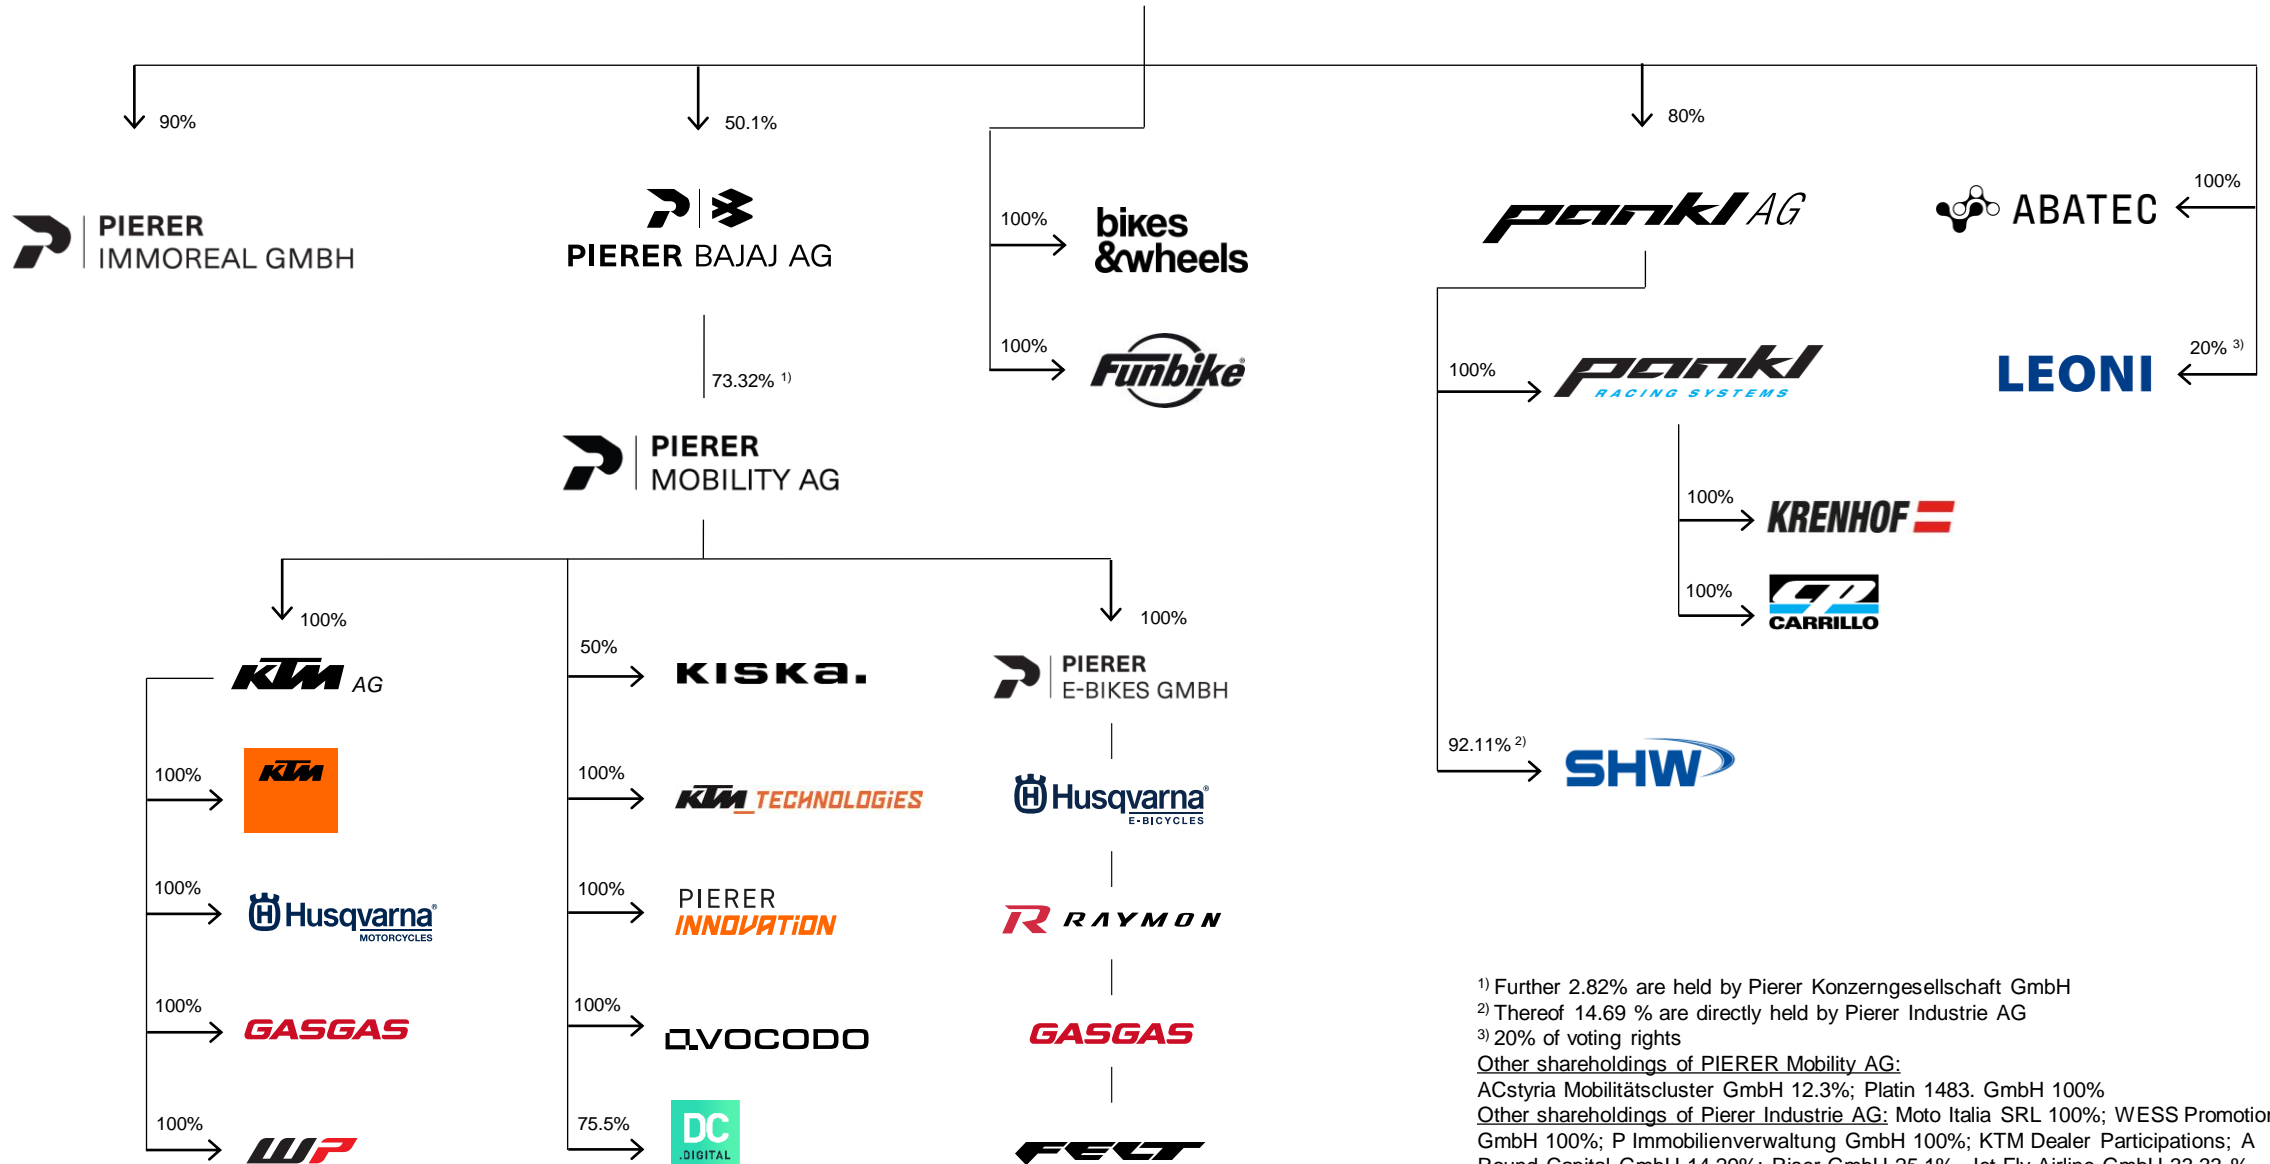 90%
50.1%
80%
PIERER
IMMOREAL GMBH
PIERER BAJAJ AG
100%
bikes
&wheels
pankl AG
ABATEC
100%
73.32% 1)
100%
Funbike®
100%
pankl
RACING SYSTEMS
LEONI
20% 3)
PIERER
MOBILITY AG
100%
KRENHOF
100%
CP
CARRILLO
100%
KTM AG
50%
KISKA.
100%
PIERER
E-BIKES GMBH
92.11% 2)
SHW
100%
KTM
100%
KTM_TECHNOLOGIES
Husqvarna®
E-BICYCLES
100%
Husqvarna®
MOTORCYCLES
100%
PIERER
INNOVATION
R RAYMON
100%
GASGAS
100%
AVOCODO
GASGAS
100%
WP
75.5%
DC
.DIGITAL
FELT
1) Further 2.82% are held by Pierer Konzerngesellschaft GmbH
2) Thereof 14.69 % are directly held by Pierer Industrie AG
3) 20% of voting rights
Other shareholdings of PIERER Mobility AG:
ACstyria Mobilitätscluster GmbH 12.3%; Platin 1483. GmbH 100%
Other shareholdings of Pierer Industrie AG: Moto Italia SRL 100%; WESS Promotion
GmbH 100%; P Immobilienverwaltung GmbH 100%; KTM Dealer Participations; A